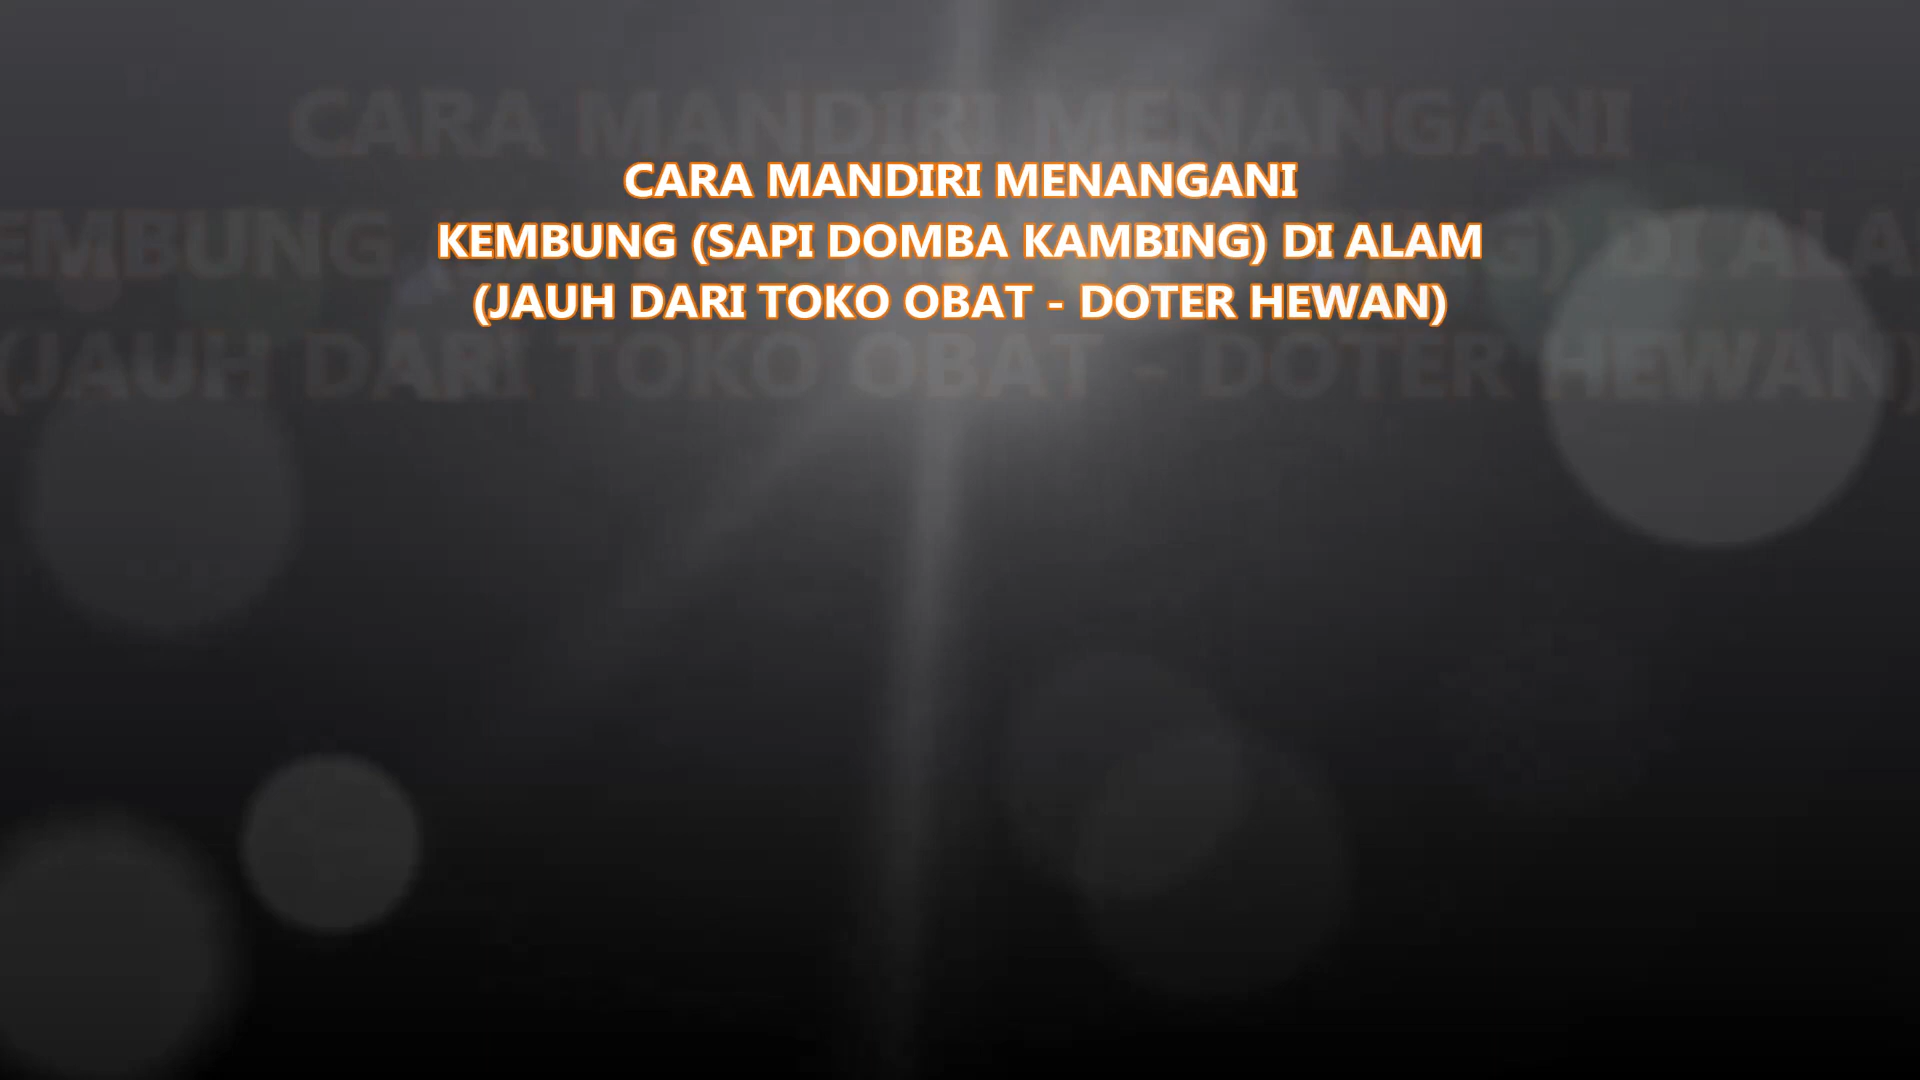 CARA MANDIRI MENANGANI
KEMBUNG (SAPI DOMBA KAMBING) DI ALAM
(JAUH DARI TOKO OBAT - DOTER HEWAN)